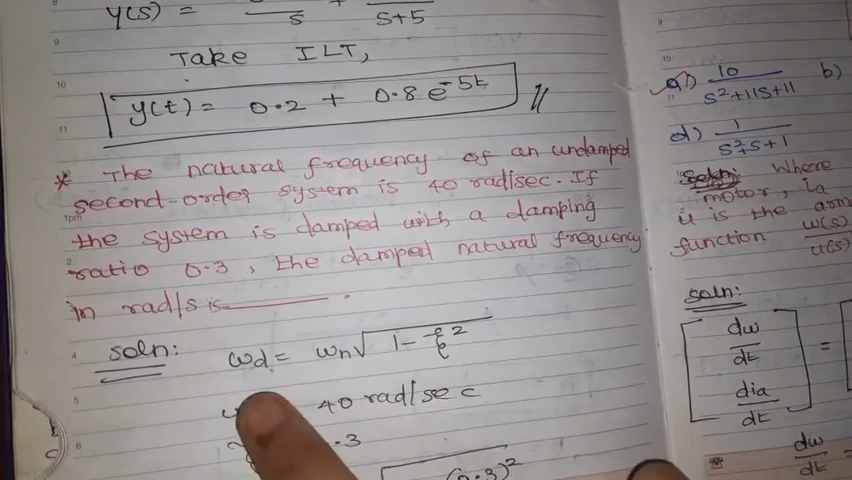 Y(s) = s + s+5
Take ILT,
y(t) = 0.2 + 0.8 e^-5t
* The natural frequency of an undamped
second-order system is 40 rad/sec. If
the system is damped with a damping
ratio 0.3, the damped natural frequency
in rad/s is ______.
soln: ωd = ωn√1-ξ²
40 rad/sec
.3
(0.3)²
a) 10/s²+11s+11 b)
d) 1/s²+s+1
Where
motor, ia
is the arm
function ω(s)/u(s)
soln:
dω/dt =
dia/dt
dω/dt =